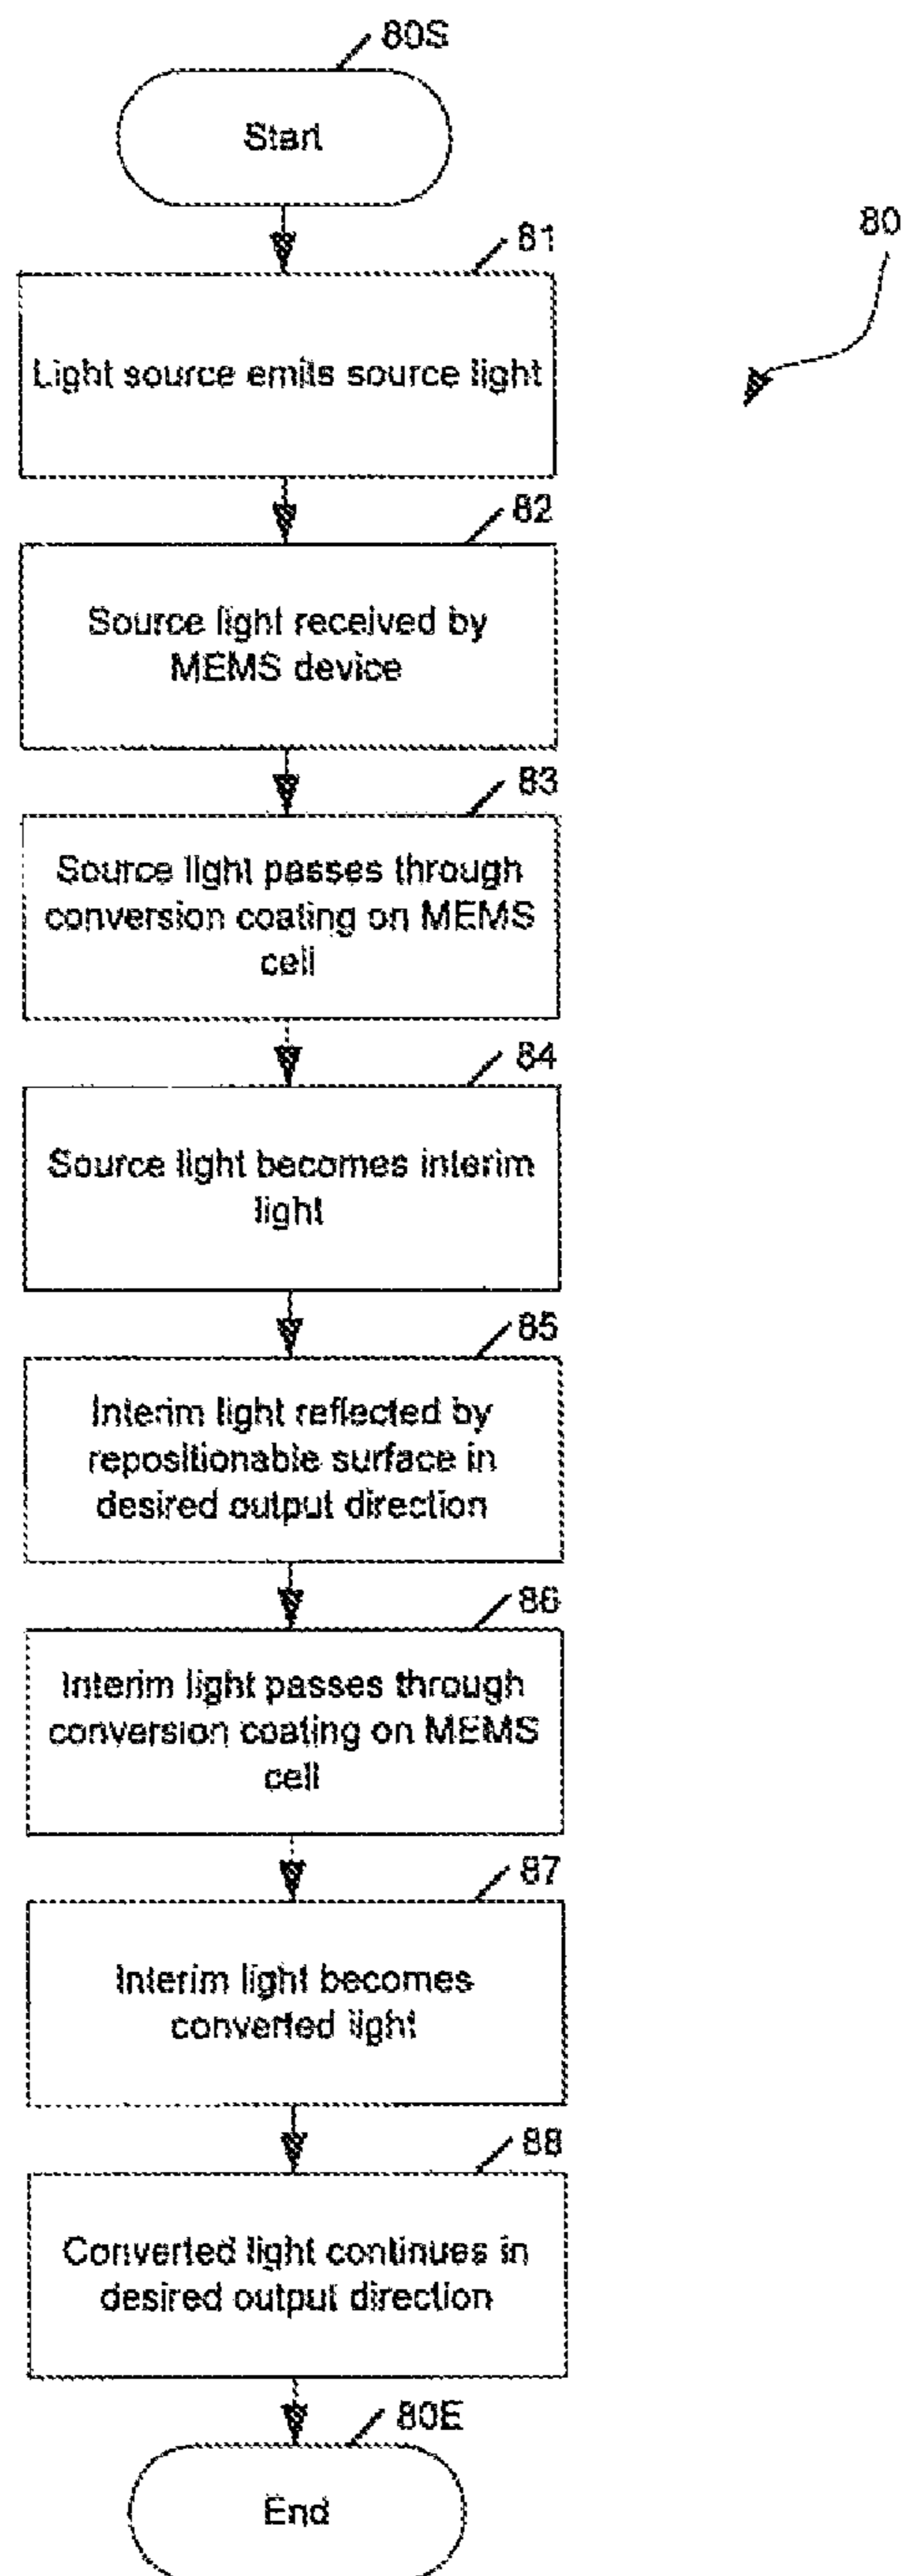 80S
Start
80
81
Light source emits source light
82
Source light received by
MEMS device
83
Source light passes through
conversion coating on MEMS
cell
84
Source light becomes interim
light
85
Interim light reflected by
repositionable surface in
desired output direction
86
Interim light passes through
conversion coating on MEMS
cell
87
Interim light becomes
converted light
88
Converted light continues in
desired output direction
80E
End